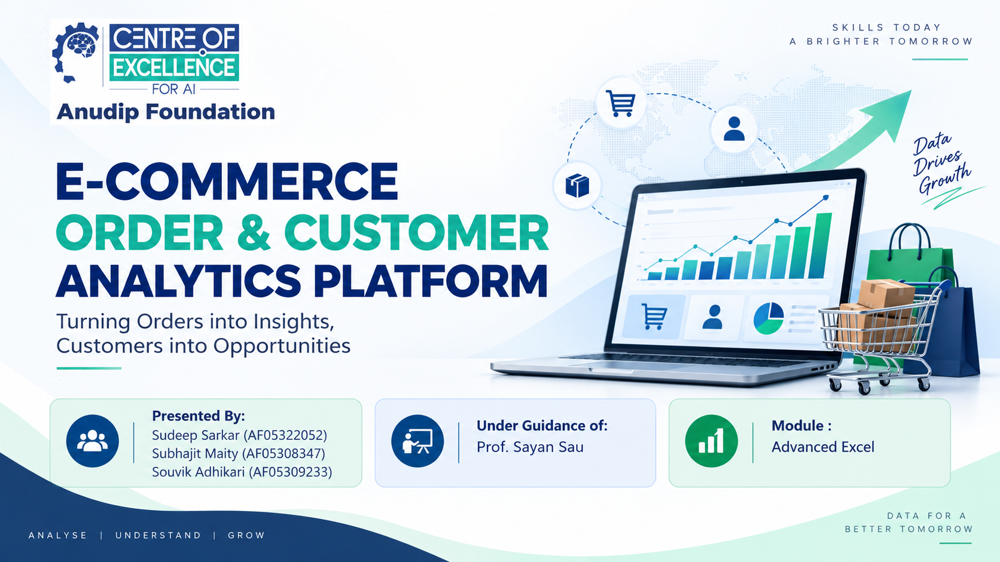 CENTRE OF
EXCELLENCE
FOR AI
Anudip Foundation
SKILLS TODAY
A BRIGHTER TOMORROW
Data
Drives
Growth
E-COMMERCE
ORDER & CUSTOMER
ANALYTICS PLATFORM
Turning Orders into Insights,
Customers into Opportunities
Presented By:
Sudeep Sarkar (AF05322052)
Subhajit Maity (AF05308347)
Souvik Adhikari (AF05309233)
Under Guidance of:
Prof. Sayan Sau
Module :
Advanced Excel
ANALYSE | UNDERSTAND | GROW
DATA FOR A
BETTER TOMORROW